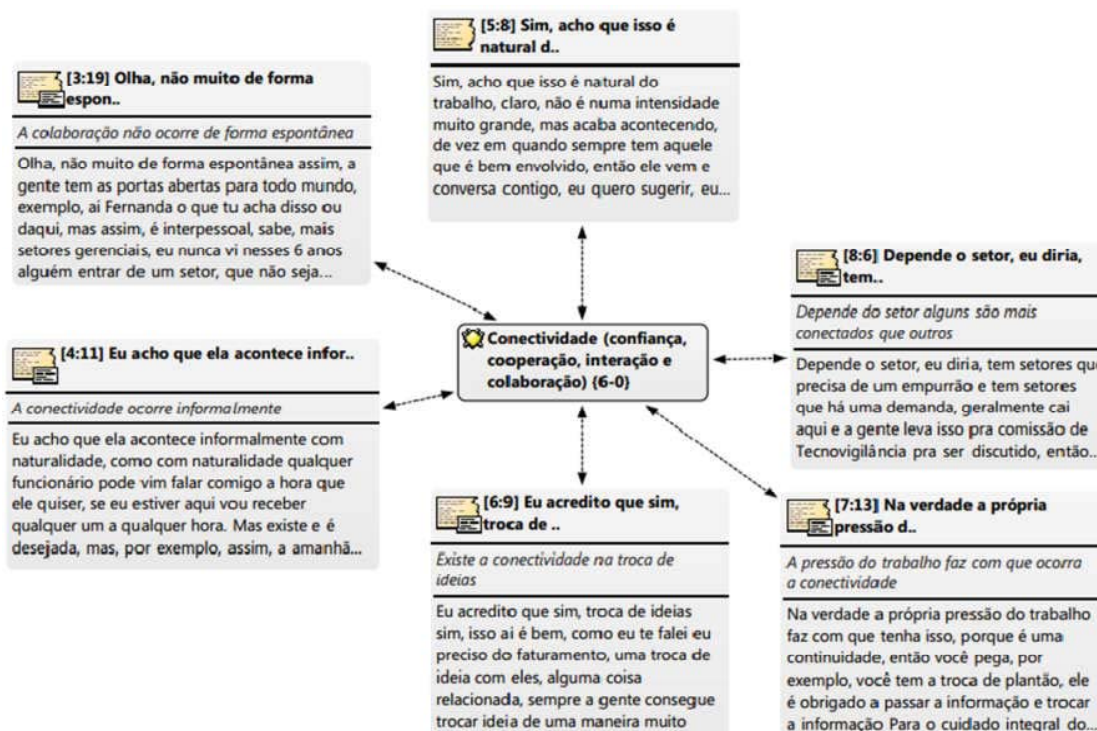 [5:8] Sim, acho que isso é
natural d..
Sim, acho que isso é natural do
trabalho, claro, não é numa intensidade
muito grande, mas acaba acontecendo,
de vez em quando sempre tem aquele
que é bem envolvido, então ele vem e
conversa contigo, eu quero sugerir, eu...
[3:19] Olha, não muito de forma
espon..
A colaboração não ocorre de forma espontânea
Olha, não muito de forma espontânea assim, a
gente tem as portas abertas para todo mundo,
exemplo, ai Fernanda o que tu acha disso ou
daqui, mas assim, é interpessoal, sabe, mais
setores gerenciais, eu nunca vi nesses 6 anos
alguém entrar de um setor, que não seja...
[8:6] Depende o setor, eu diria,
tem..
Depende do setor alguns são mais
conectados que outros
Depende o setor, eu diria, tem setores que
precisa de um empurrão e tem setores
que há uma demanda, geralmente cai
aqui e a gente leva isso pra comissão de
Tecnovigilância pra ser discutido, então...
Conectividade (confiança,
cooperação, interação e
colaboração) {6-0}
[4:11] Eu acho que ela acontece infor..
A conectividade ocorre informalmente
Eu acho que ela acontece informalmente com
naturalidade, como com naturalidade qualquer
funcionário pode vim falar comigo a hora que
ele quiser, se eu estiver aqui vou receber
qualquer um a qualquer hora. Mas existe e é
desejada, mas, por exemplo, assim, a amanhã...
[6:9] Eu acredito que sim,
troca de ..
Existe a conectividade na troca de
ideias
Eu acredito que sim, troca de ideias
sim, isso ai é bem, como eu te falei eu
preciso do faturamento, uma troca de
ideia com eles, alguma coisa
relacionada, sempre a gente consegue
trocar ideia de uma maneira muito
[7:13] Na verdade a própria
pressão d..
A pressão do trabalho faz com que ocorra
a conectividade
Na verdade a própria pressão do trabalho
faz com que tenha isso, porque é uma
continuidade, então você pega, por
exemplo, você tem a troca de plantão, ele
é obrigado a passar a informação e trocar
a informação Para o cuidado integral do...